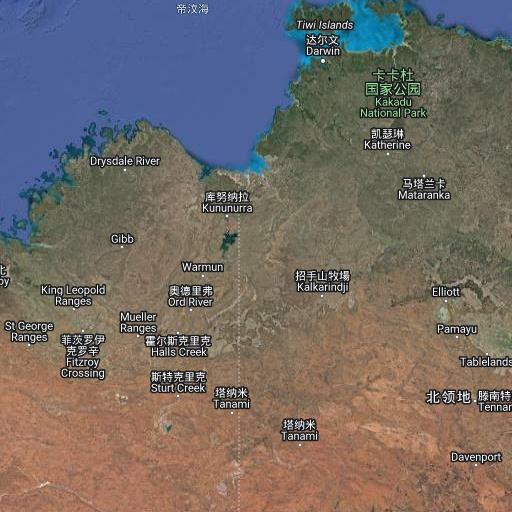 帝汶海
Tiwi Islands
达尔文
Darwin
卡卡杜
国家公园
Kakadu
National Park
凯瑟琳
Katherine
Drysdale River
马塔兰卡
Mataranka
库努纳拉
Kununurra
Gibb
Warmun
招手山牧場
Kalkarindji
King Leopold
Ranges
奥德里弗
Ord River
Elliott
St George
Ranges
Mueller
Ranges
菲茨罗伊
克罗辛
Fitzroy
Crossing
霍尔斯克里克
Halls Creek
Pamayu
Tablelands
斯特克里克
Sturt Creek
塔纳米
Tanami
北领地
滕南特
Tennan
塔纳米
Tanami
Davenport